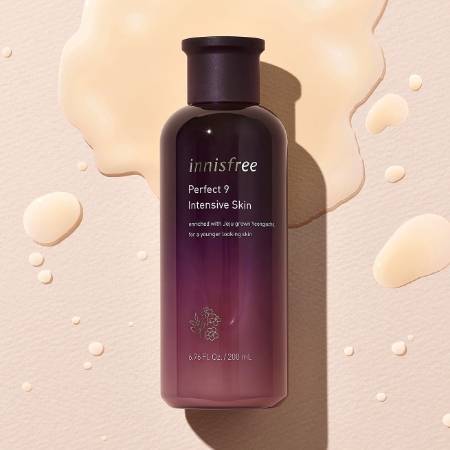 innisfree
Perfect 9
Intensive Skin
enriched with Jeju grown Yeongacho,
for a younger looking skin
6.76 Fl. Oz. / 200 mL